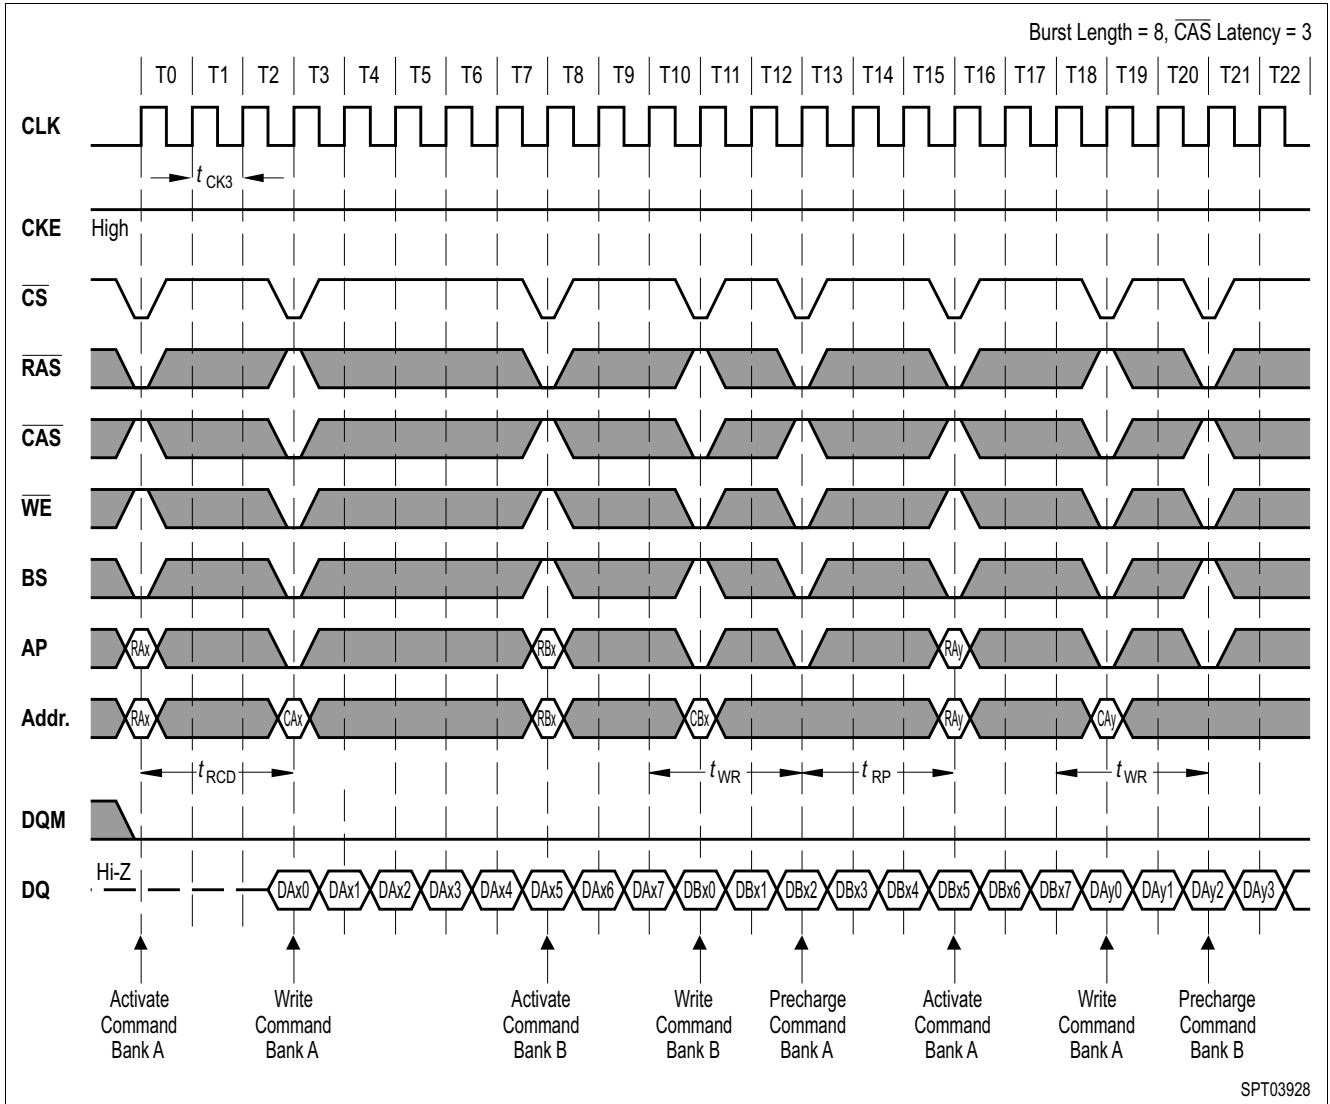 Burst Length = 8, CAS Latency = 3
T0 T1 T2 T3 T4 T5 T6 T7 T8 T9 T10 T11 T12 T13 T14 T15 T16 T17 T18 T19 T20 T21 T22
CLK
t CK3
CKE High
CS
RAS
CAS
WE
BS
AP RAx RBx RAy
Addr. RAx CAx RBx CBx RAy CAy
t RCD t WR t RP t WR
DQM
Hi-Z
DQ DAx0 DAx1 DAx2 DAx3 DAx4 DAx5 DAx6 DAx7 DBx0 DBx1 DBx2 DBx3 DBx4 DBx5 DBx6 DBx7 DAy0 DAy1 DAy2 DAy3
Activate Write Activate Write Precharge Activate Write Precharge
Command Command Command Command Command Command Command Command
Bank A Bank A Bank B Bank B Bank A Bank A Bank A Bank B
SPT03928